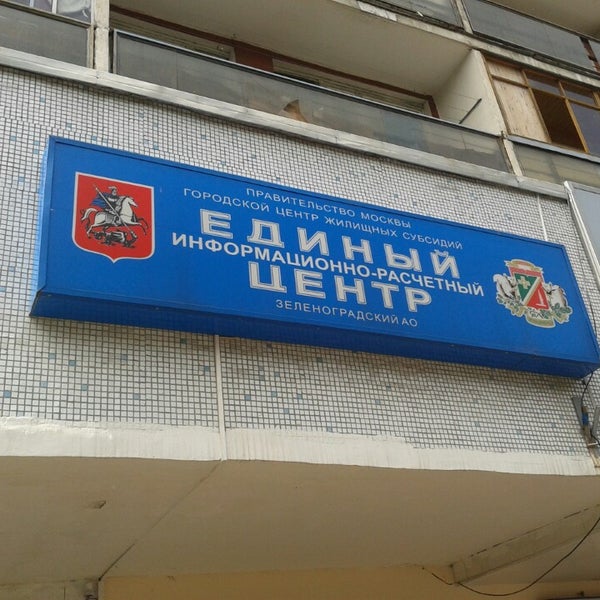 ПРАВИТЕЛЬСТВО МОСКВЫ
ГОРОДСКОЙ ЦЕНТР ЖИЛИЩНЫХ СУБСИДИЙ
ЕДИНЫЙ
ИНФОРМАЦИОННО-РАСЧЕТНЫЙ
ЦЕНТР
ЗЕЛЕНОГРАДСКИЙ АО